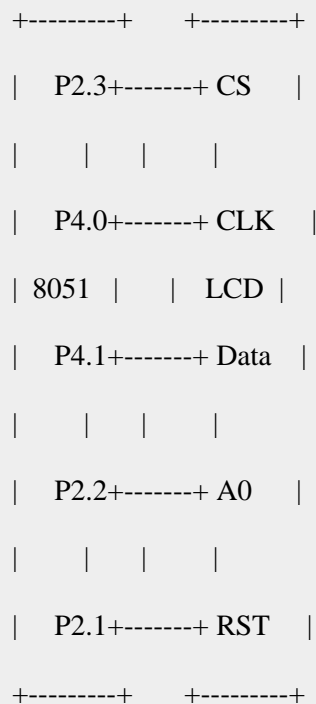 +---------+ +---------+
| P2.3+-------+ CS |
| | | |
| P4.0+-------+ CLK |
| 8051 | | LCD |
| P4.1+-------+ Data |
| | | |
| P2.2+-------+ A0 |
| | | |
| P2.1+-------+ RST |
+---------+ +---------+